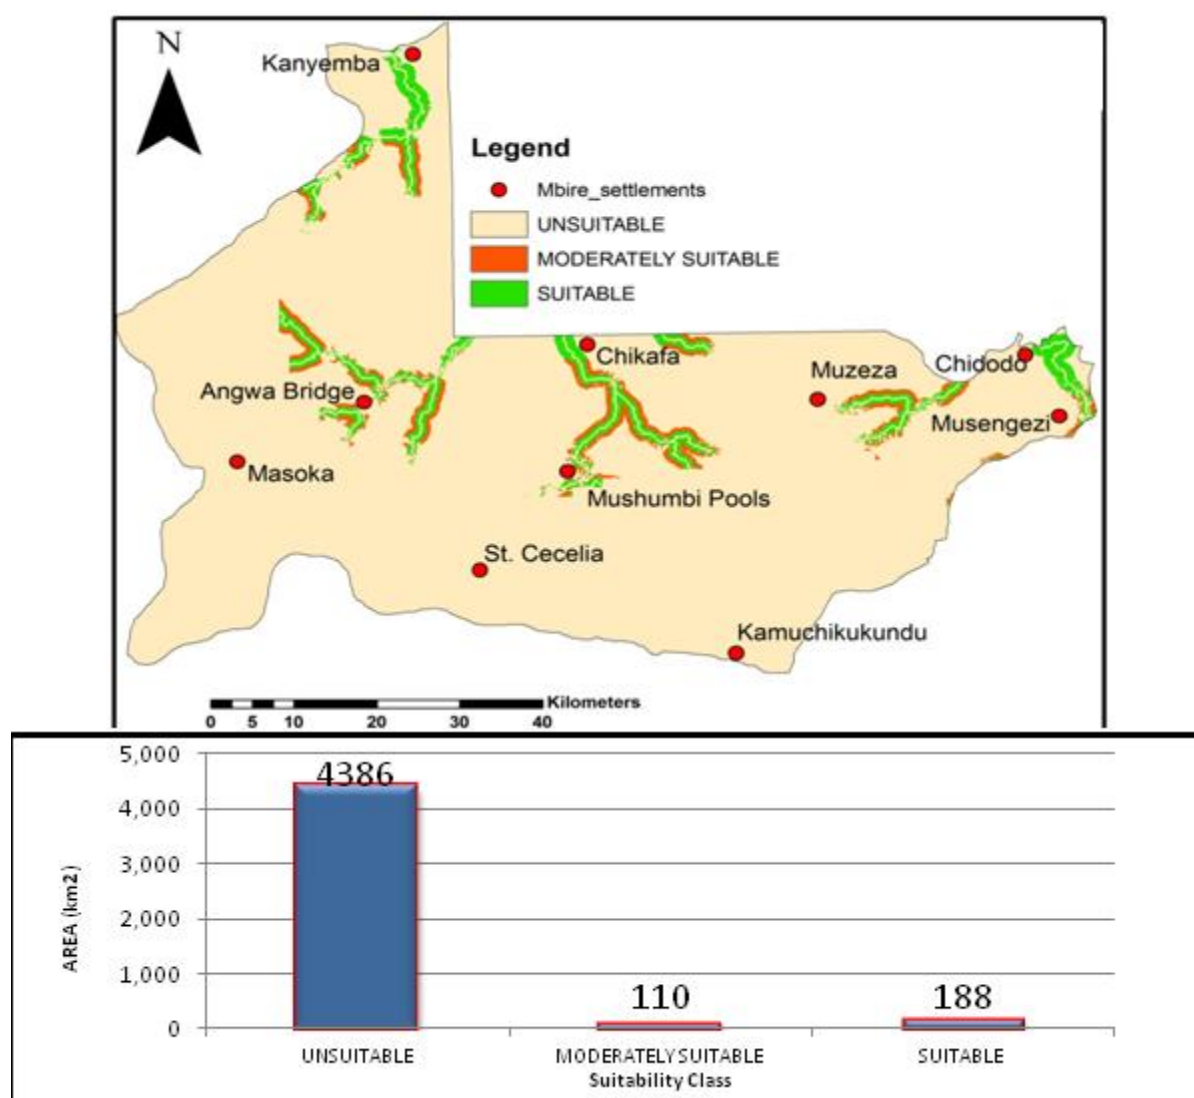 N
Kanyemba
Legend
Mbire_settlements
UNSUITABLE
MODERATELY SUITABLE
SUITABLE
Chikafa
Chidodo
Muzeza
Angwa Bridge
Musengezi
Masoka
Mushumbi Pools
St. Cecelia
Kamuchikukundu
Kilometers
0 5 10 20 30 40
5,000
4386
4,000
3,000
2,000
1,000
110
188
0
AREA (km2)
UNSUITABLE MODERATELY SUITABLE SUITABLE
Suitability Class